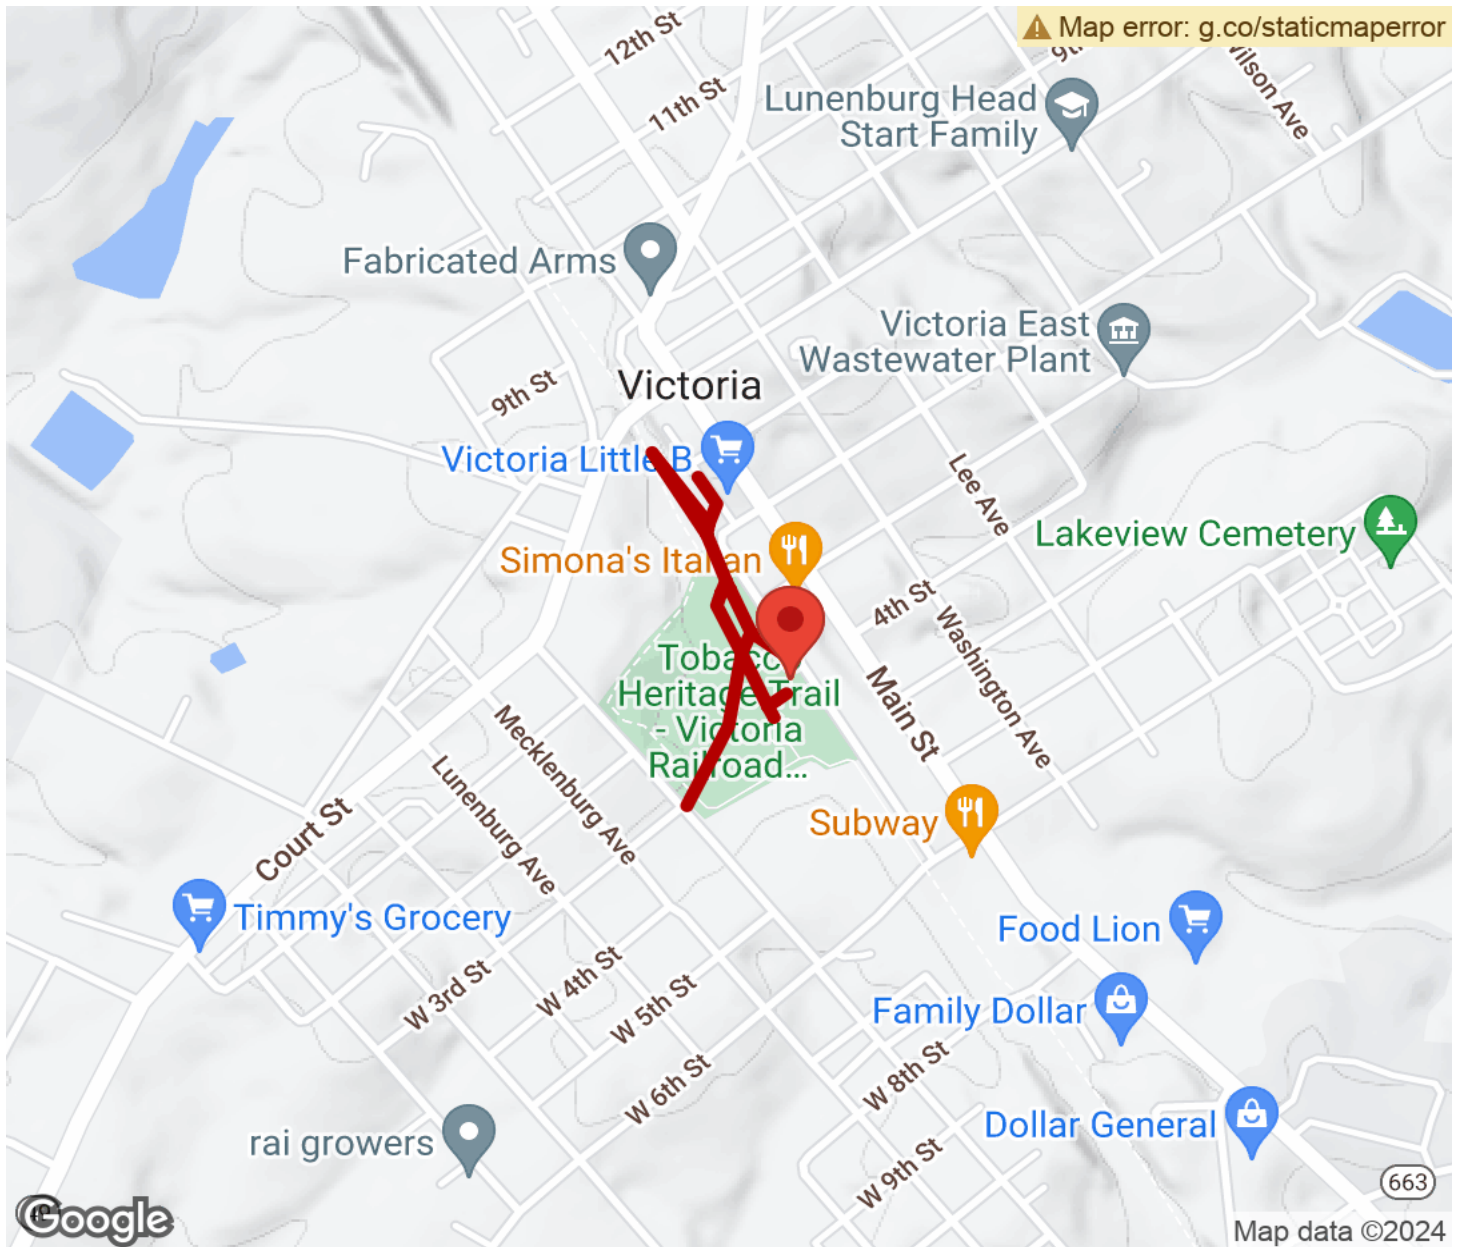 12th St
Map error: g.co/staticmaperror
Wilson Ave
11th St
Lunenburg Head
Start Family
Fabricated Arms
Victoria East
Wastewater Plant
Victoria
9th St
Victoria Little B
Lee Ave
Lakeview Cemetery
Simona's Italian
4th St
Washington Ave
Tobacco
Heritage Trail
- Victoria
Railroad...
Main St
Mecklenburg Ave
Lunenburg Ave
Court St
Subway
Timmy's Grocery
Food Lion
W 3rd St
W 4th St
W 5th St
Family Dollar
W 6th St
W 8th St
Dollar General
rai growers
W 9th St
663
Google
Map data ©2024